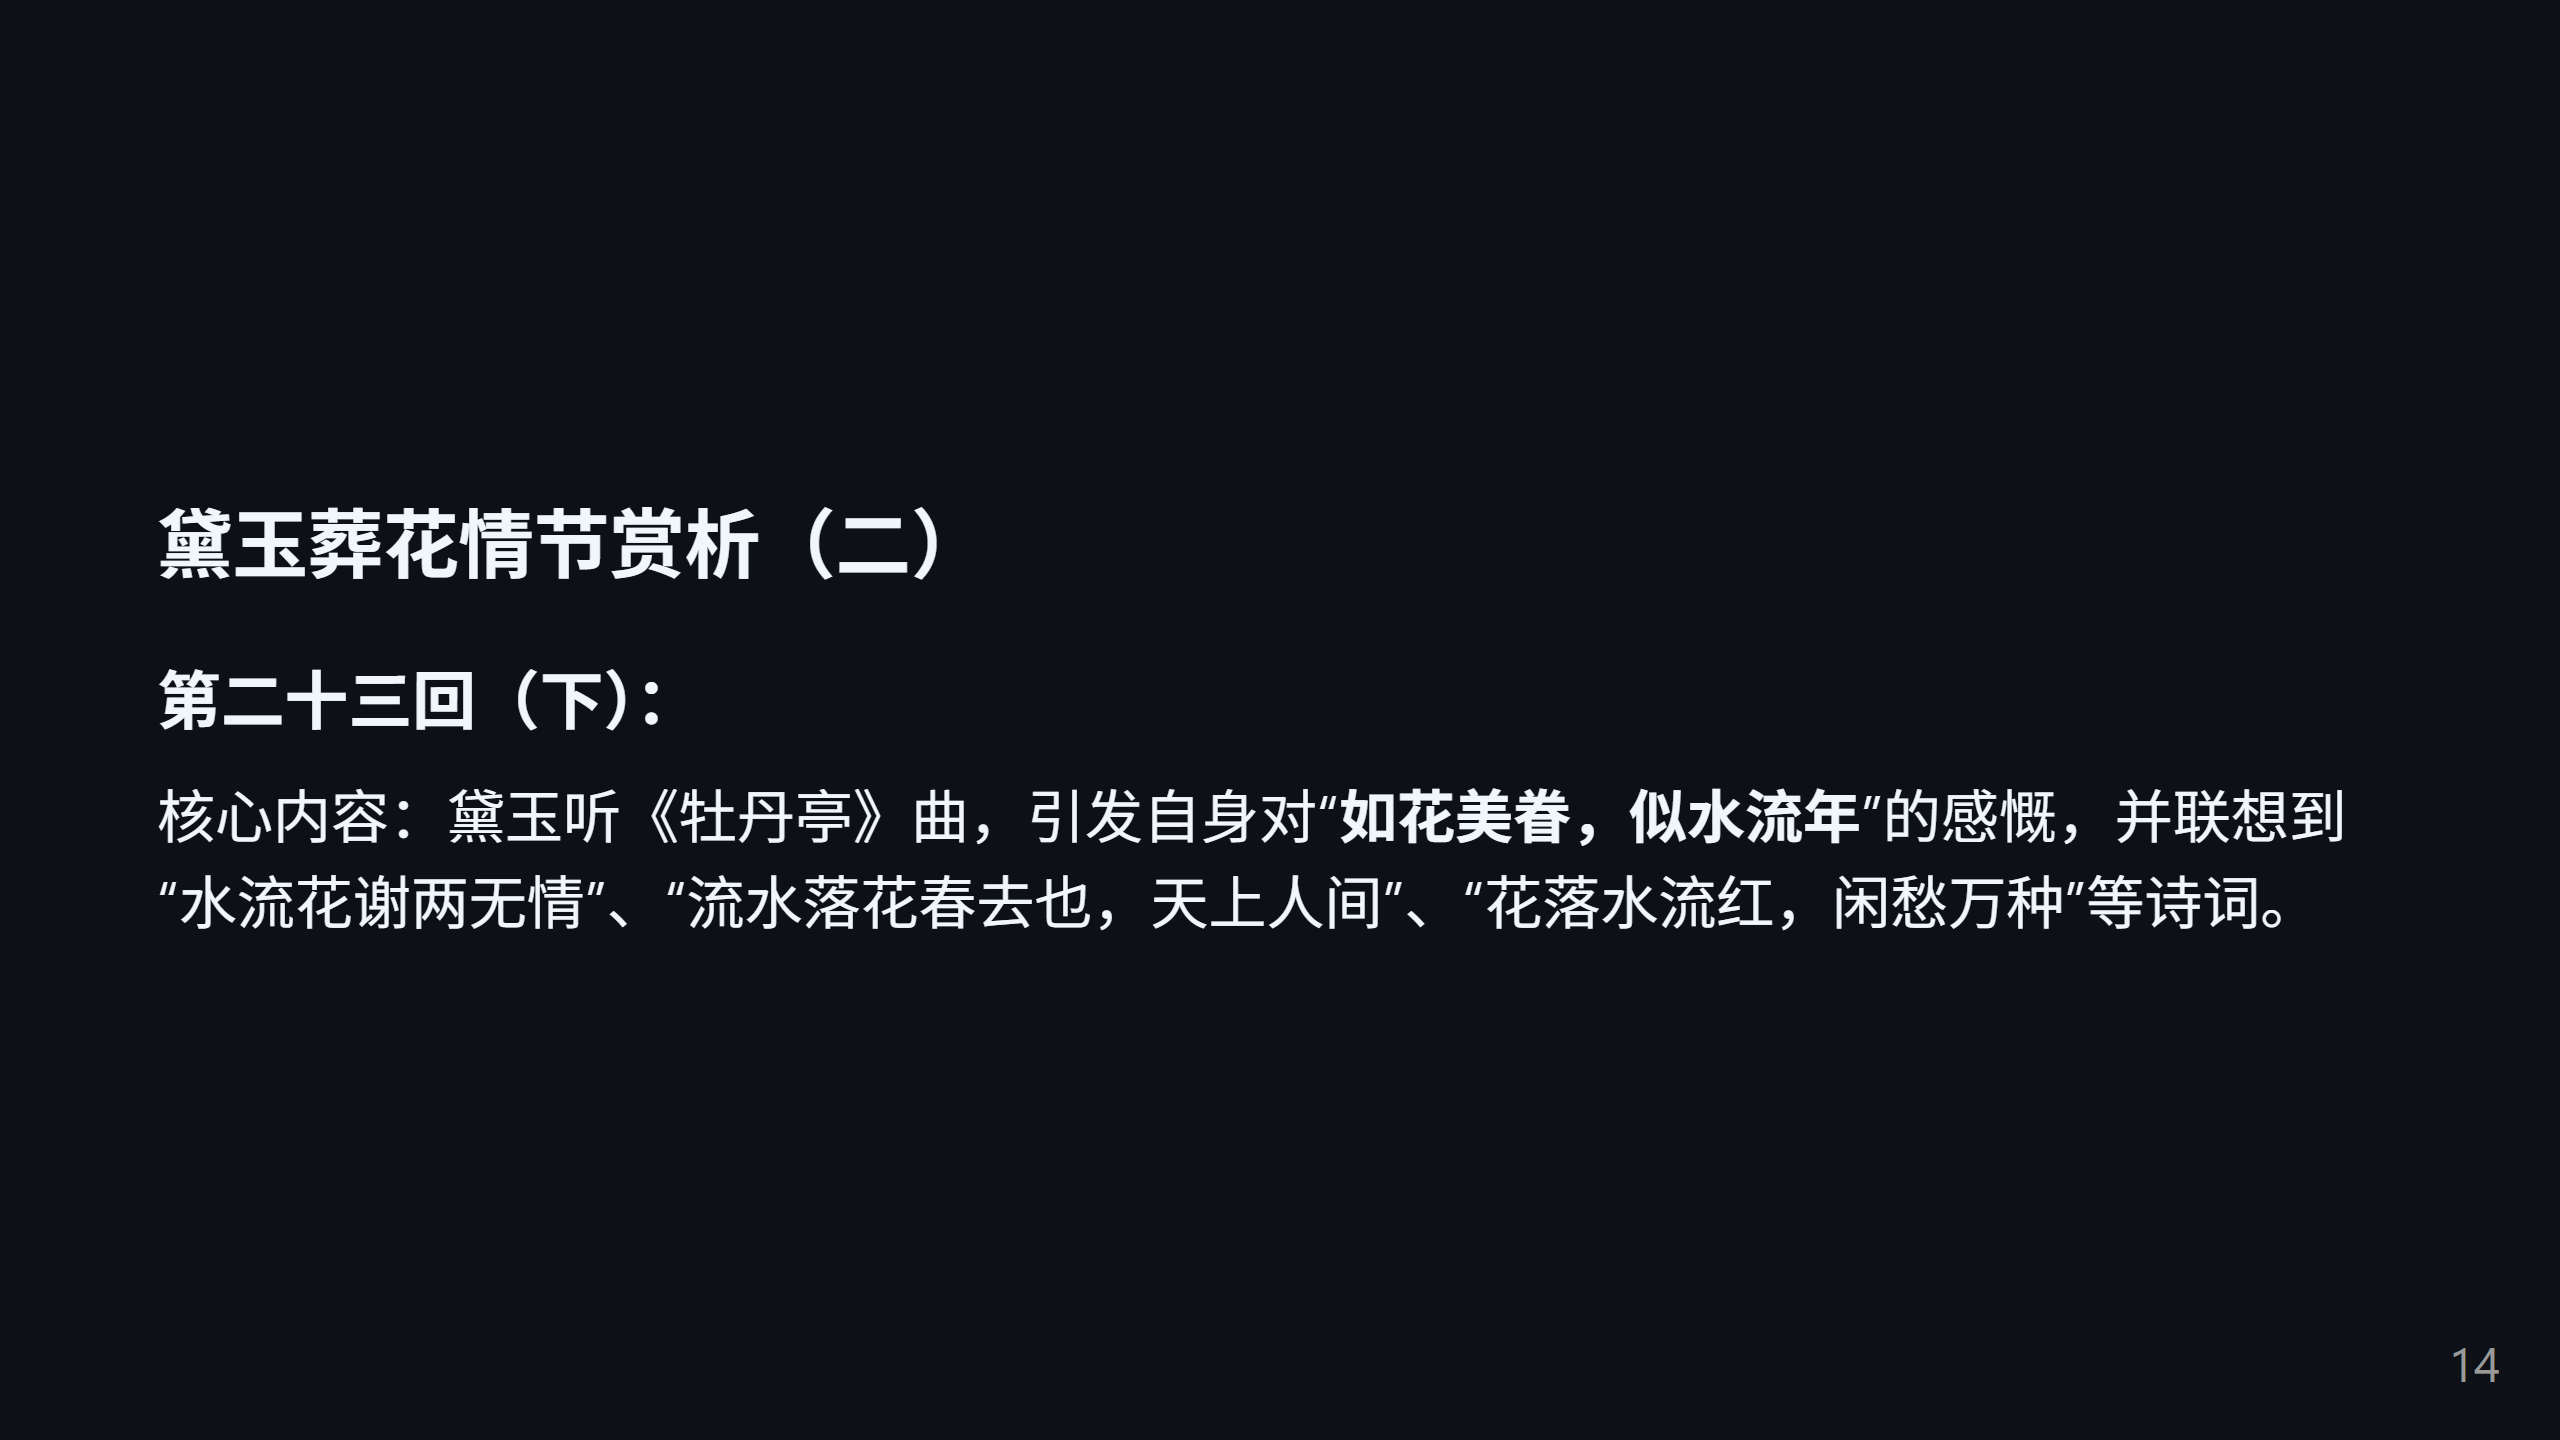 黛玉葬花情节赏析（二）
第二十三回（下）：
核心内容：黛玉听《牡丹亭》曲，引发自身对“如花美眷，似水流年”的感慨，并联想到
“水流花谢两无情”、“流水落花春去也，天上人间”、“花落水流红，闲愁万种”等诗词。
14